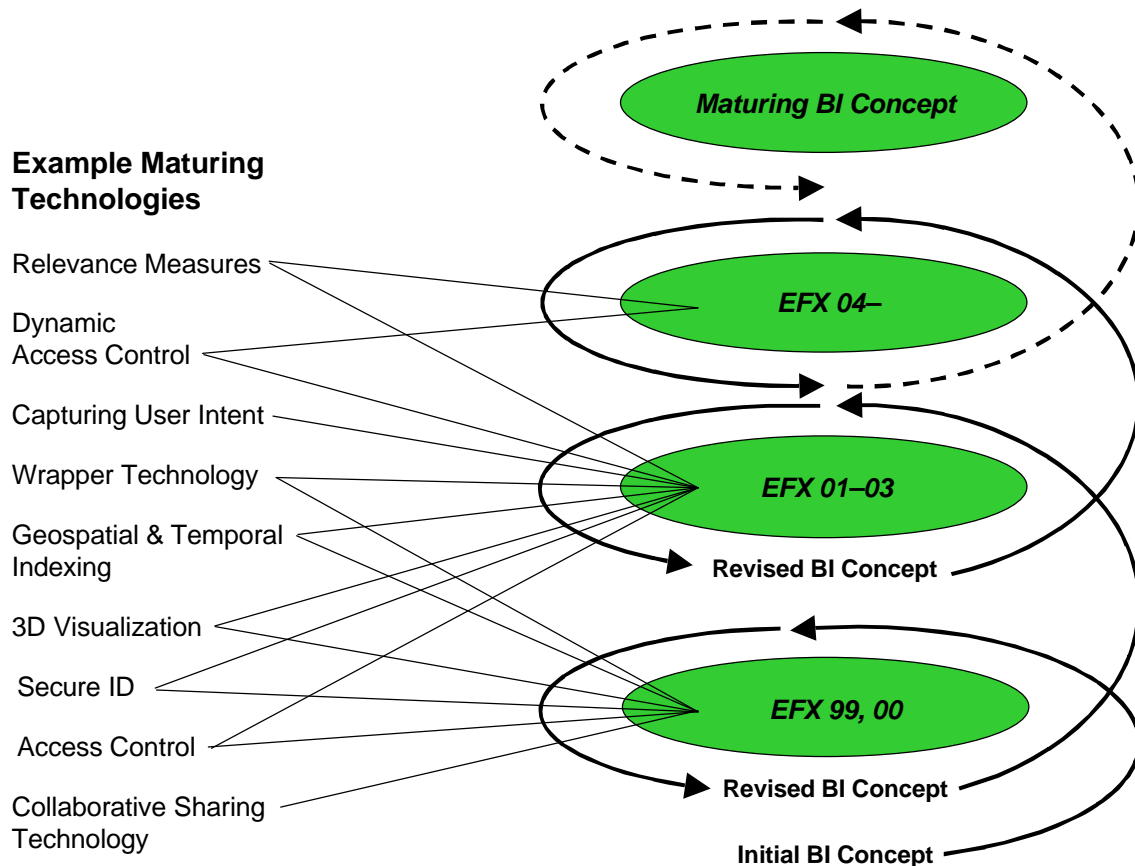 Example Maturing
Technologies
Relevance Measures
Dynamic
Access Control
Capturing User Intent
Wrapper Technology
Geospatial & Temporal
Indexing
3D Visualization
Secure ID
Access Control
Collaborative Sharing
Technology
Maturing BI Concept
EFX 04–
EFX 01–03
Revised BI Concept
EFX 99, 00
Revised BI Concept
Initial BI Concept